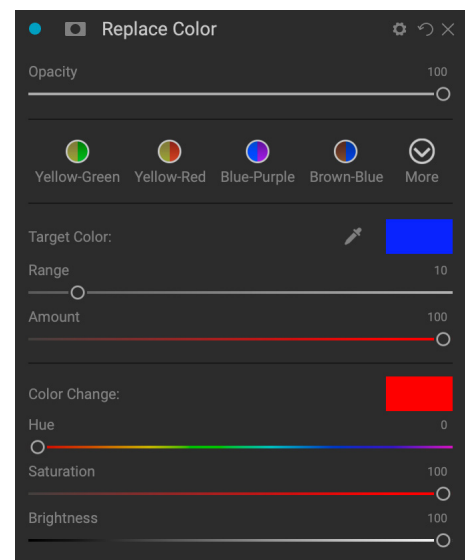 Replace Color
Opacity 100
Yellow-Green Yellow-Red Blue-Purple Brown-Blue More
Target Color:
Range 10
Amount 100
Color Change:
Hue 0
Saturation 100
Brightness 100